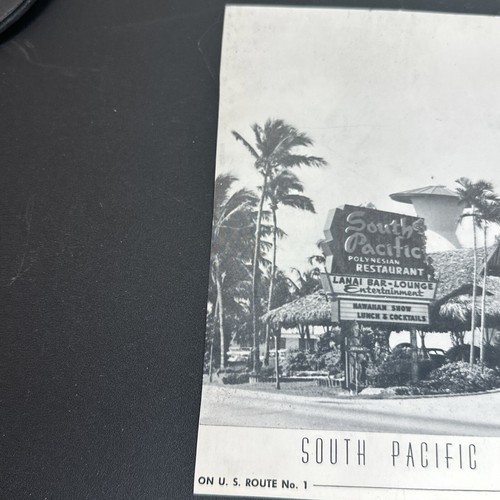 South
Pacific
POLYNESIAN
RESTAURANT
LANAI BAR-LOUNGE
Entertainment
HAWAIIAN SHOW
LUNCH & COCKTAILS
SOUTH PACIFIC
ON U. S. ROUTE No. 1